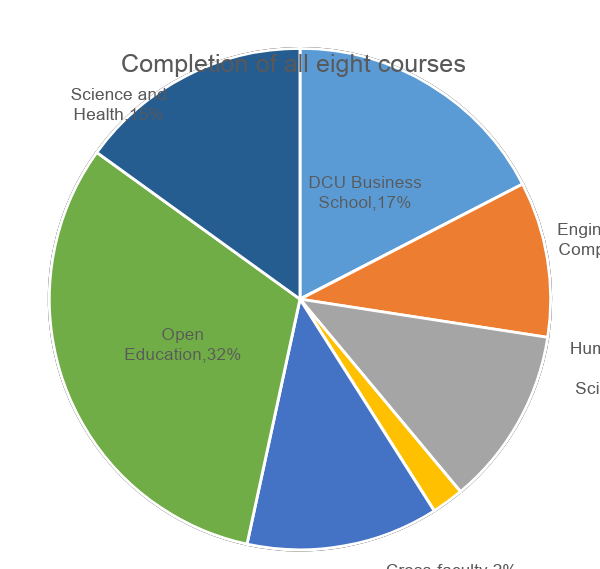 Completion of all eight courses
Science and
Health,15%
DCU Business
School,17%
Engin
Comp
Open
Education,32%
Hum
Sci
Cross-faculty,2%